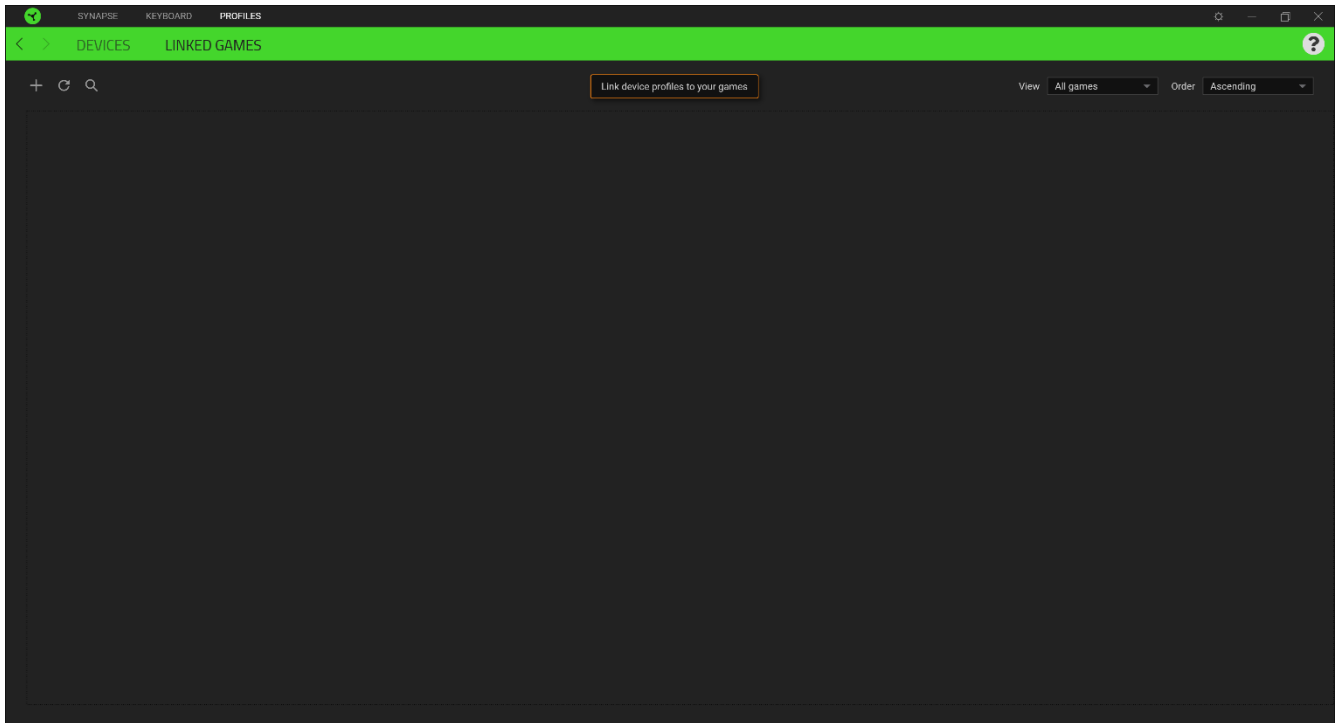 SYNAPSE KEYBOARD PROFILES
DEVICES LINKED GAMES ?
Link device profiles to your games View All games Order Ascending